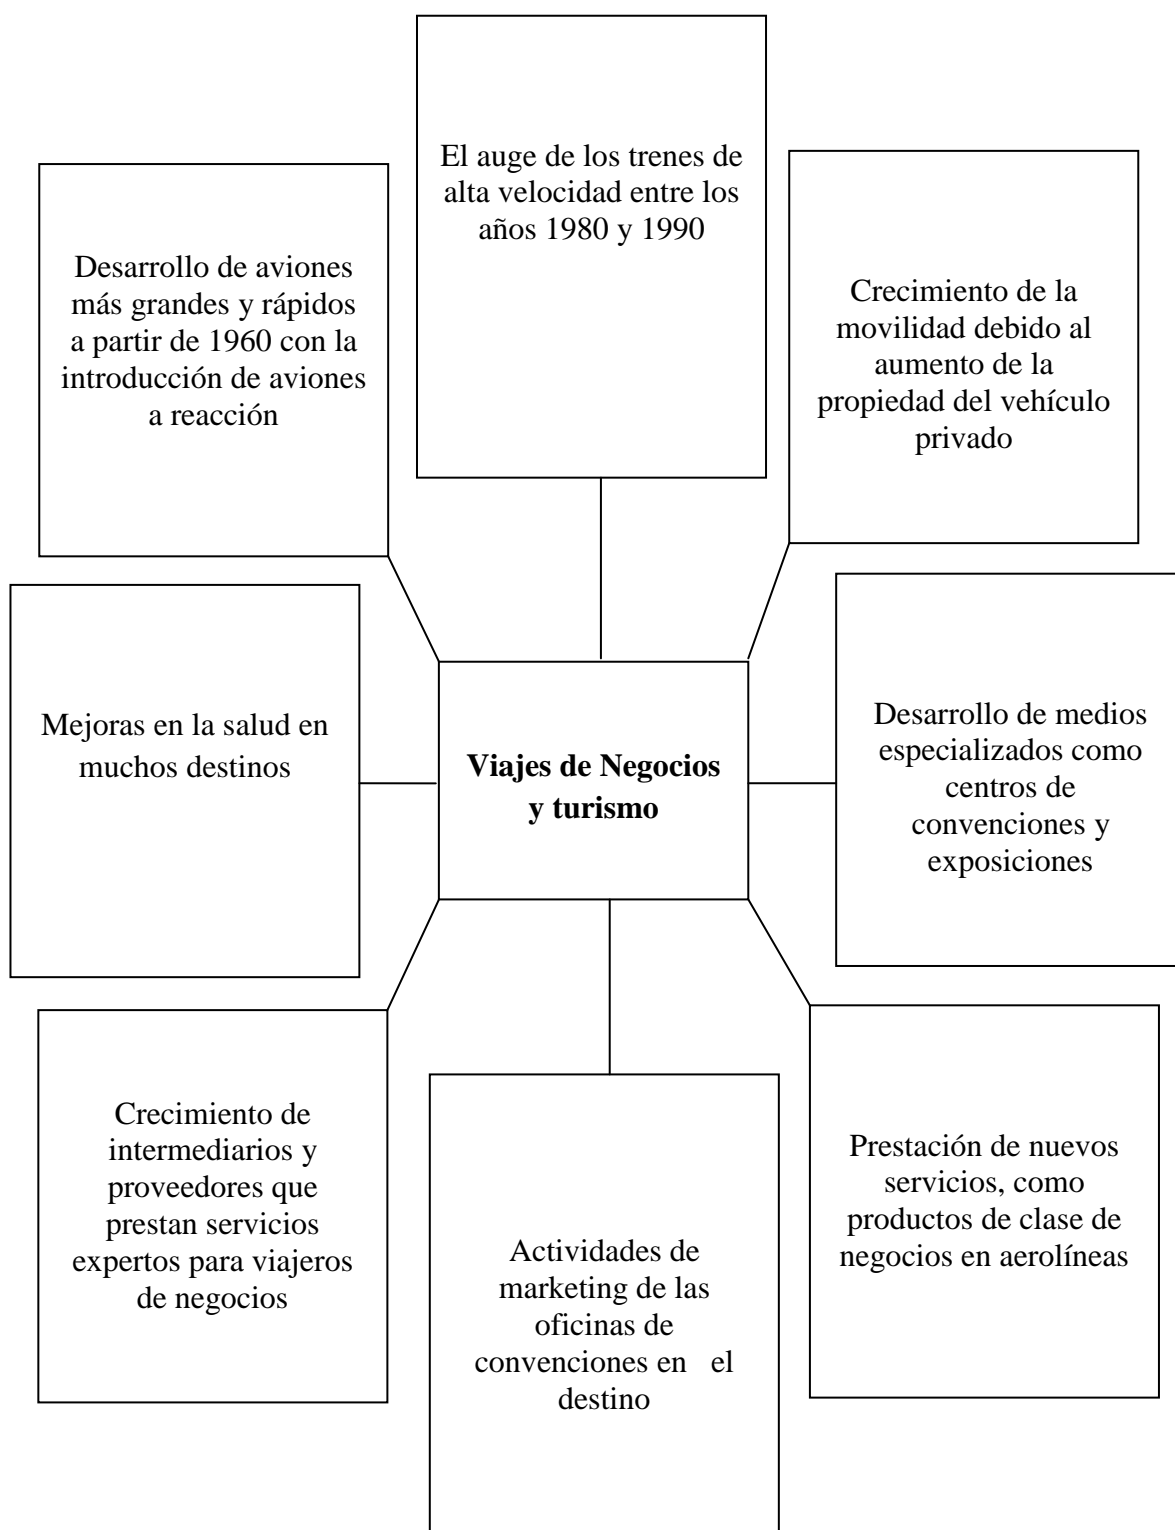 El auge de los trenes de
alta velocidad entre los
años 1980 y 1990
Desarrollo de aviones
más grandes y rápidos
a partir de 1960 con la
introducción de aviones
a reacción
Crecimiento de la
movilidad debido al
aumento de la
propiedad del vehículo
privado
Mejoras en la salud en
muchos destinos
Viajes de Negocios
y turismo
Desarrollo de medios
especializados como
centros de
convenciones y
exposiciones
Crecimiento de
intermediarios y
proveedores que
prestan servicios
expertos para viajeros
de negocios
Actividades de
marketing de las
oficinas de
convenciones en el
destino
Prestación de nuevos
servicios, como
productos de clase de
negocios en aerolíneas